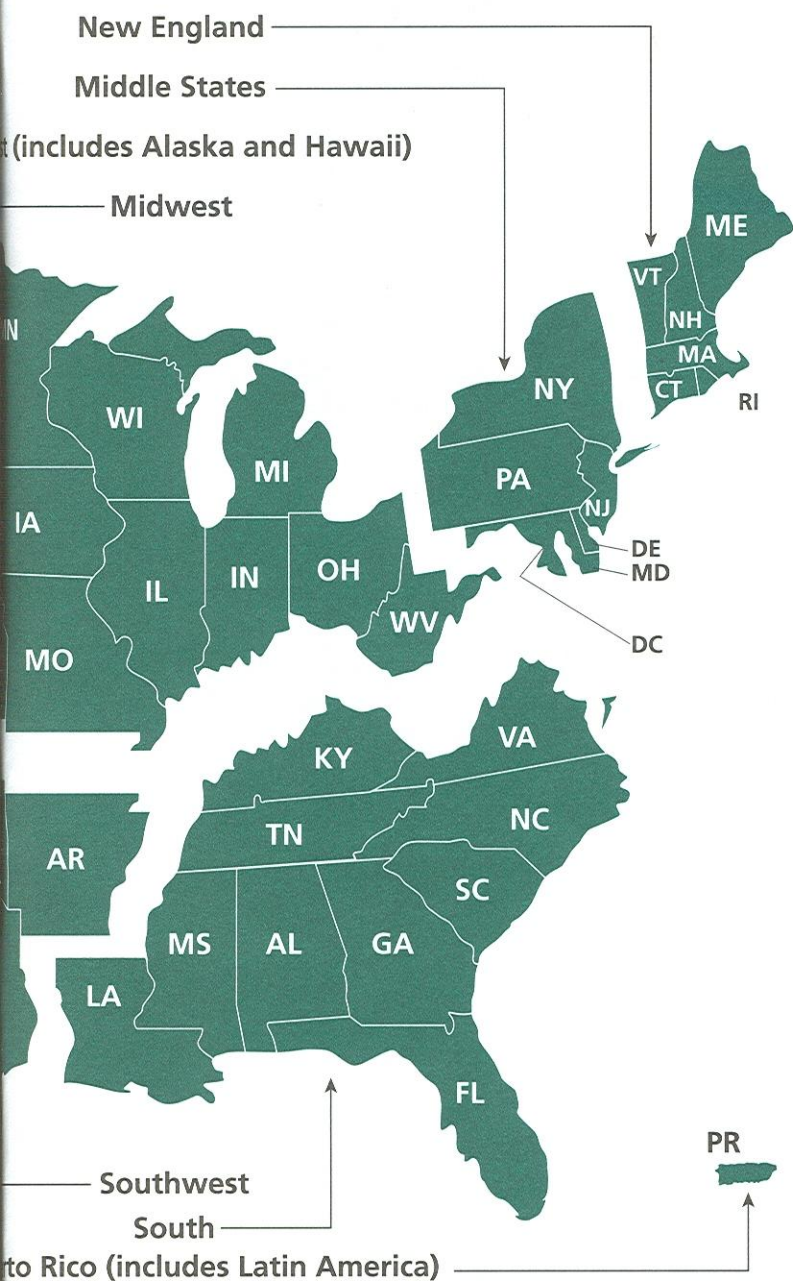 New England
Middle States
(includes Alaska and Hawaii)
Midwest
ME
VT
NH
MA
NY
CT
RI
WI
PA
MI
NJ
IA
DE
OH
IN
MD
IL
WV
DC
MO
VA
KY
NC
TN
AR
SC
MS
AL
GA
LA
FL
PR
Southwest
South
Rico (includes Latin America)